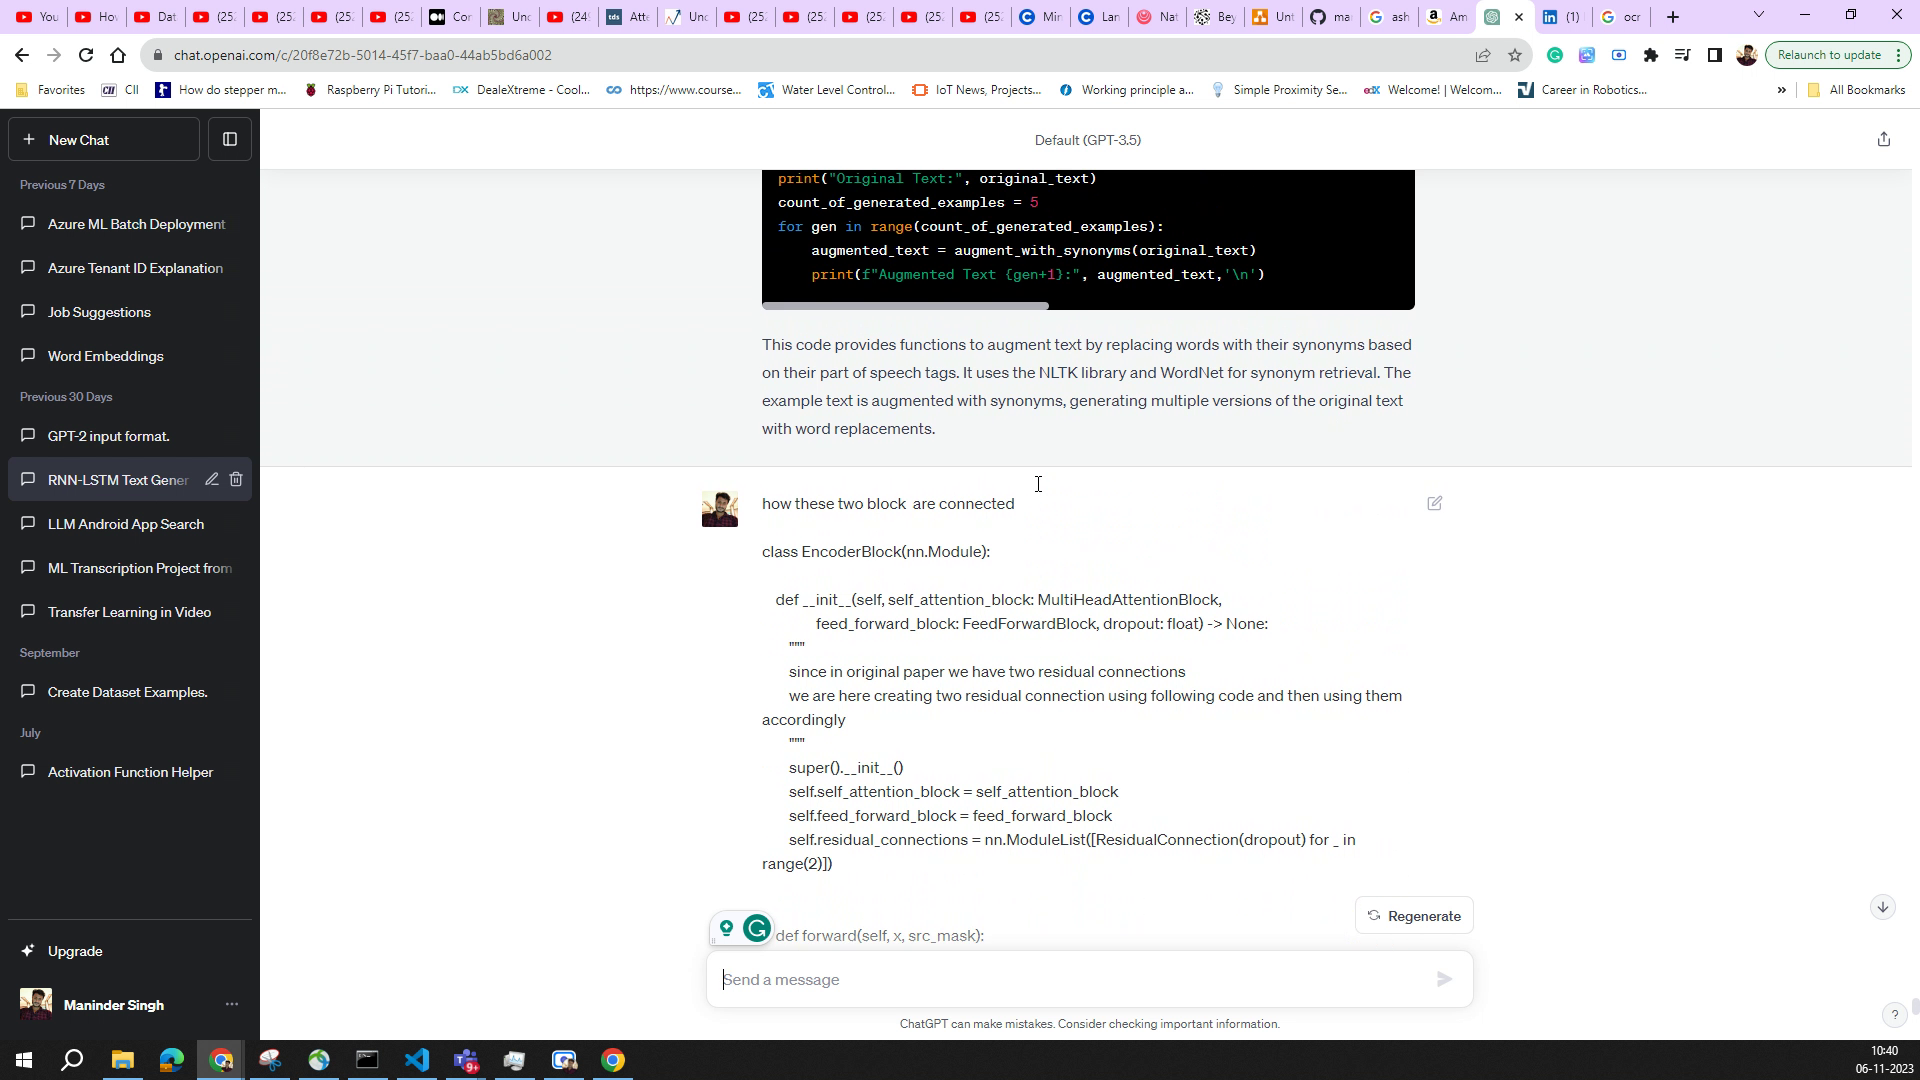 You
Hov
Dat
(252
(252
(252
(252
Cor
Unc
(249
Atte
Unc
(252
(252
(252
(252
(252
Mir
Lan
Nat
Bey
Unt
ma
ash
Am
(1)
ocr
chat.openai.com/c/20f8e72b-5014-45f7-baa0-44ab5bd6a002
Relaunch to update
Favorites
CII
How do stepper m...
Raspberry Pi Tutori...
DealeXtreme - Cool...
https://www.course...
Water Level Control...
IoT News, Projects...
Working principle a...
Simple Proximity Se...
Welcome! | Welcom...
Career in Robotics...
»
All Bookmarks
New Chat
Default (GPT-3.5)
Previous 7 Days
Azure ML Batch Deployment
Azure Tenant ID Explanation
Job Suggestions
Word Embeddings
Previous 30 Days
GPT-2 input format.
RNN-LSTM Text Gener
LLM Android App Search
ML Transcription Project from
Transfer Learning in Video
September
Create Dataset Examples.
July
Activation Function Helper
Upgrade
Maninder Singh
print("Original Text:", original_text)
count_of_generated_examples = 5
for gen in range(count_of_generated_examples):
augmented_text = augment_with_synonyms(original_text)
print(f"Augmented Text {gen+1}:", augmented_text,'\n')
This code provides functions to augment text by replacing words with their synonyms based
on their part of speech tags. It uses the NLTK library and WordNet for synonym retrieval. The
example text is augmented with synonyms, generating multiple versions of the original text
with word replacements.
how these two block are connected
class EncoderBlock(nn.Module):
def __init__(self, self_attention_block: MultiHeadAttentionBlock,
feed_forward_block: FeedForwardBlock, dropout: float) -> None:
"""
since in original paper we have two residual connections
we are here creating two residual connection using following code and then using them
accordingly
"""
super().__init__()
self.self_attention_block = self_attention_block
self.feed_forward_block = feed_forward_block
self.residual_connections = nn.ModuleList([ResidualConnection(dropout) for _ in
range(2)])
Regenerate
def forward(self, x, src_mask):
Send a message
ChatGPT can make mistakes. Consider checking important information.
?
9+
10:40
06-11-2023